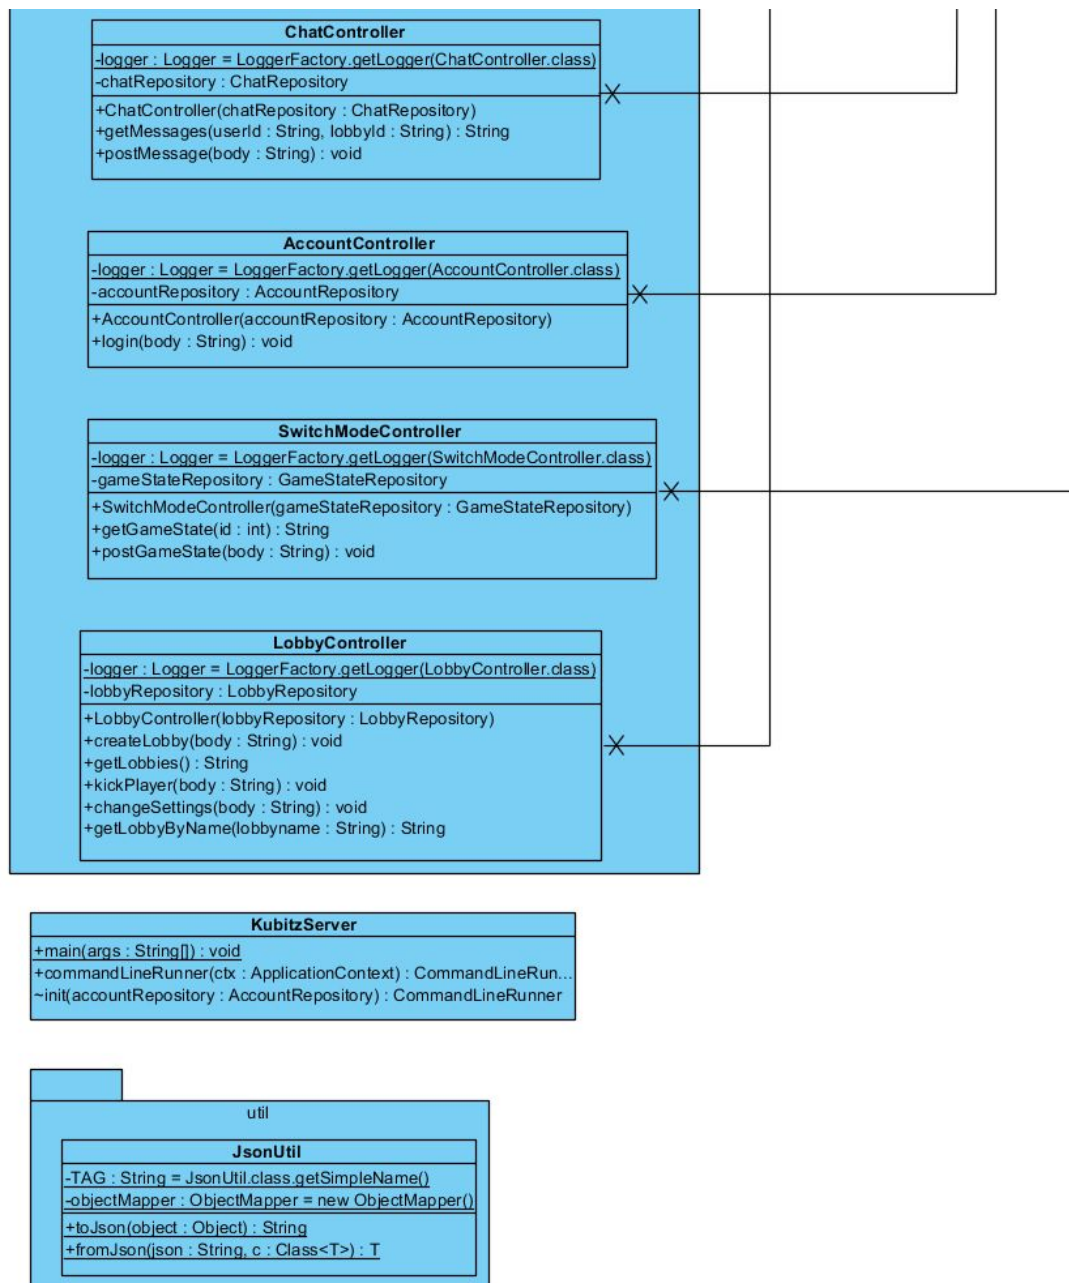 ChatController
-logger : Logger = LoggerFactory.getLogger(ChatController.class)
-chatRepository : ChatRepository
+ChatController(chatRepository : ChatRepository)
+getMessages(userId : String, lobbyId : String) : String
+postMessage(body : String) : void
AccountController
-logger : Logger = LoggerFactory.getLogger(AccountController.class)
-accountRepository : AccountRepository
+AccountController(accountRepository : AccountRepository)
+login(body : String) : void
SwitchModeController
-logger : Logger = LoggerFactory.getLogger(SwitchModeController.class)
-gameStateRepository : GameStateRepository
+SwitchModeController(gameStateRepository : GameStateRepository)
+getGameState(id : int) : String
+postGameState(body : String) : void
LobbyController
-logger : Logger = LoggerFactory.getLogger(LobbyController.class)
-lobbyRepository : LobbyRepository
+LobbyController(lobbyRepository : LobbyRepository)
+createLobby(body : String) : void
+getLobbies() : String
+kickPlayer(body : String) : void
+changeSettings(body : String) : void
+getLobbyByName(lobbyname : String) : String
KubitzServer
+main(args : String[]) : void
+commandLineRunner(ctx : ApplicationContext) : CommandLineRun...
~init(accountRepository : AccountRepository) : CommandLineRunner
util
JsonUtil
-TAG : String = JsonUtil.class.getSimpleName()
-objectMapper : ObjectMapper = new ObjectMapper()
+toJson(object : Object) : String
+fromJson(json : String, c : Class<T>) : T